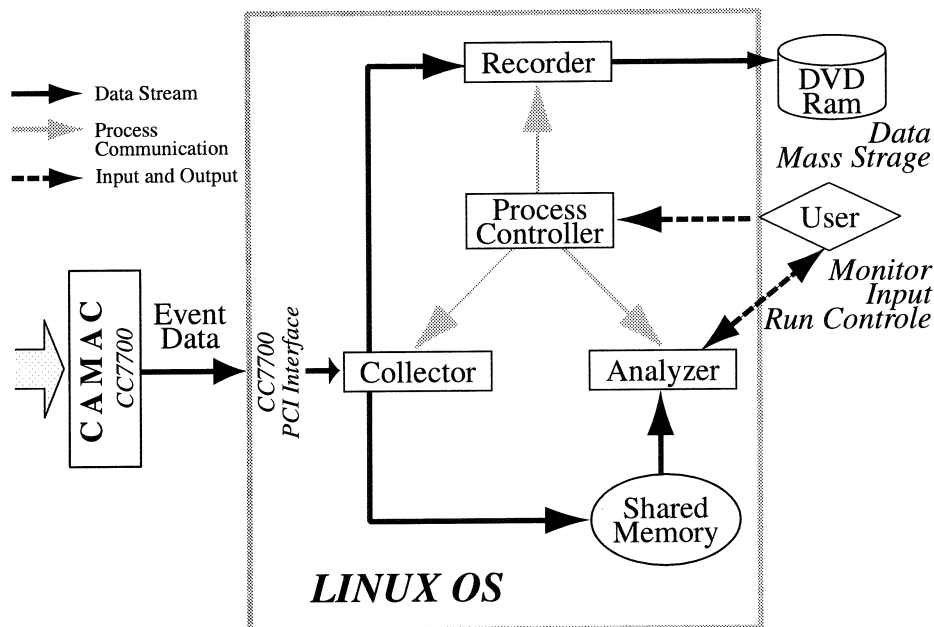 Data Stream
Process
Communication
Input and Output
Recorder
DVD
Ram
Data
Mass Strage
Process
Controller
User
Monitor
Input
Run Controle
CAMAC
CC7700
Event
Data
CC7700
PCI Interface
Collector
Analyzer
Shared
Memory
LINUX OS